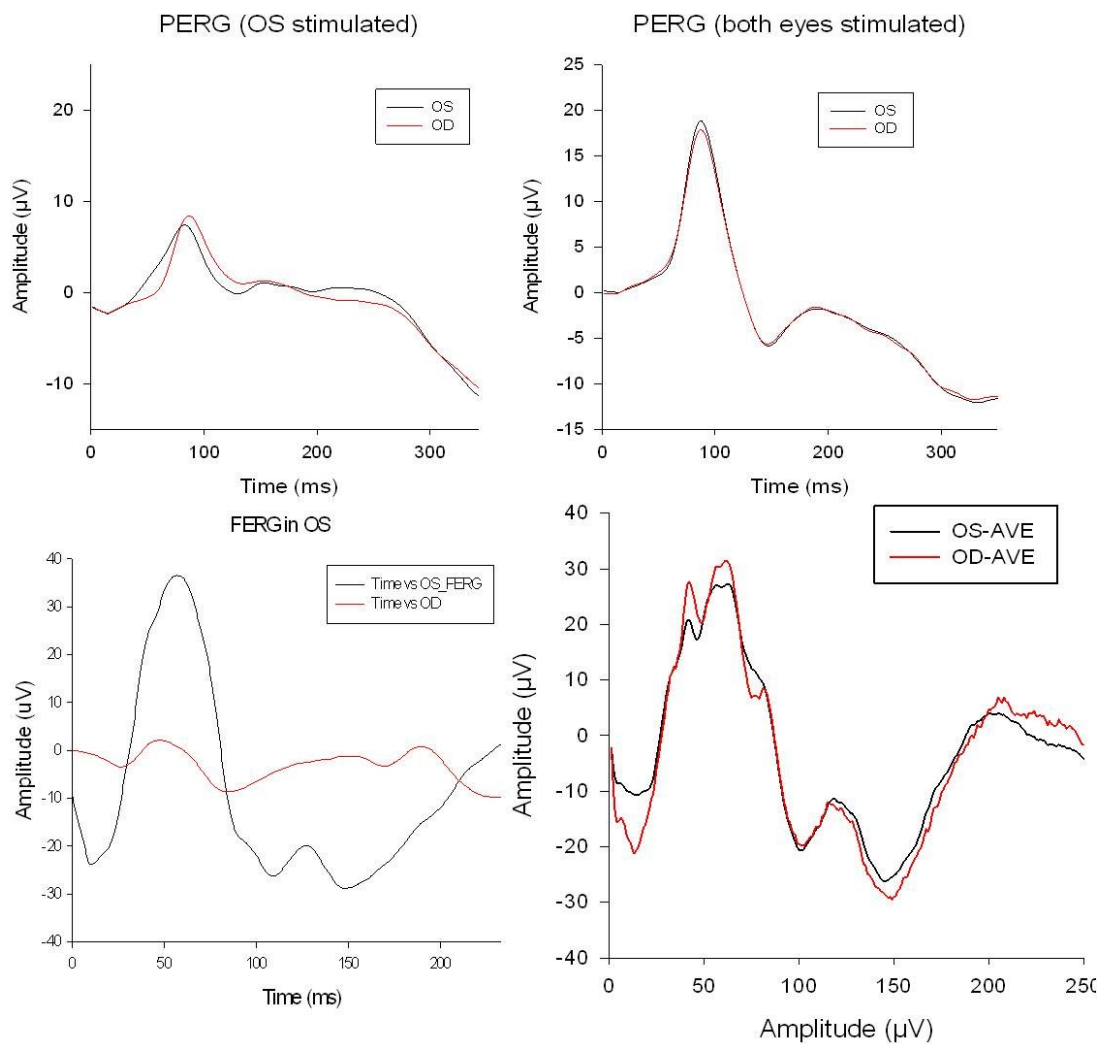 PERG (OS stimulated)
20
10
0
-10
Amplitude (µV)
OS
OD
0 100 200 300
Time (ms)
PERG (both eyes stimulated)
25
20
15
10
5
0
-5
-10
-15
Amplitude (µV)
OS
OD
0 100 200 300
Time (ms)
FERG in OS
40
30
20
10
0
-10
-20
-30
-40
Amplitude (uV)
Time vs OS_FERG
Time vs OD
0 50 100 150 200
Time (ms)
40
30
20
10
0
-10
-20
-30
-40
Amplitude (µV)
OS-AVE
OD-AVE
0 50 100 150 200 250
Amplitude (µV)